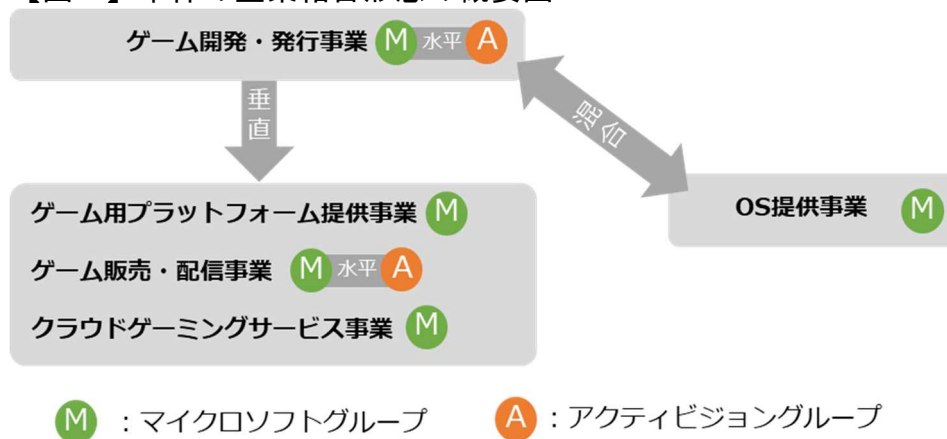 ゲーム開発・発行事業 M 水平 A
垂直
混合
ゲーム用プラットフォーム提供事業 M
ゲーム販売・配信事業 M 水平 A
クラウドゲーミングサービス事業 M
OS提供事業 M
M ：マイクロソフトグループ
A ：アクティビジョングループ